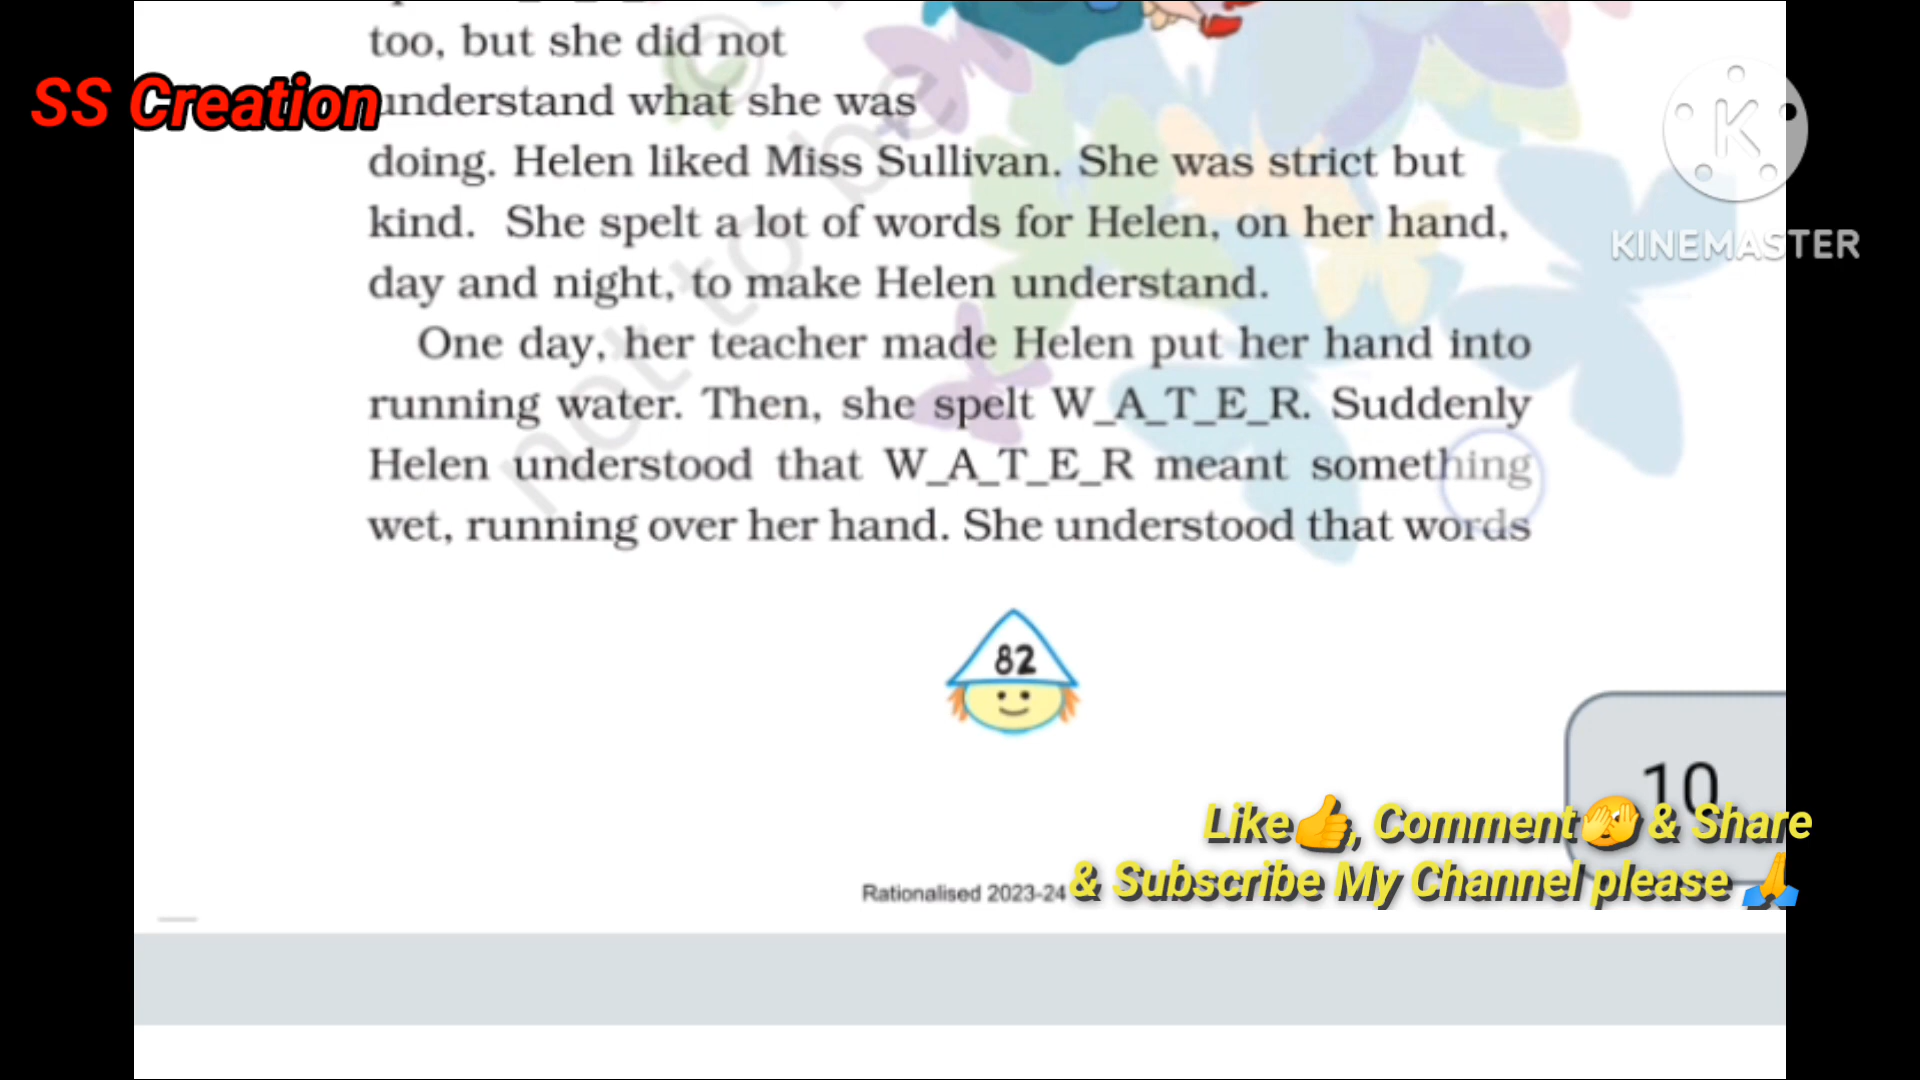 too, but she did not
understand what she was
doing. Helen liked Miss Sullivan. She was strict but
kind. She spelt a lot of words for Helen, on her hand,
day and night, to make Helen understand.
One day, her teacher made Helen put her hand into
running water. Then, she spelt W_A_T_E_R. Suddenly
Helen understood that W_A_T_E_R meant something
wet, running over her hand. She understood that words
82
10
Rationalised 2023-24
SS Creation
K
KINEMASTER
Like👍, Comment🫣 & Share
& Subscribe My Channel please 🙏
not to be
©